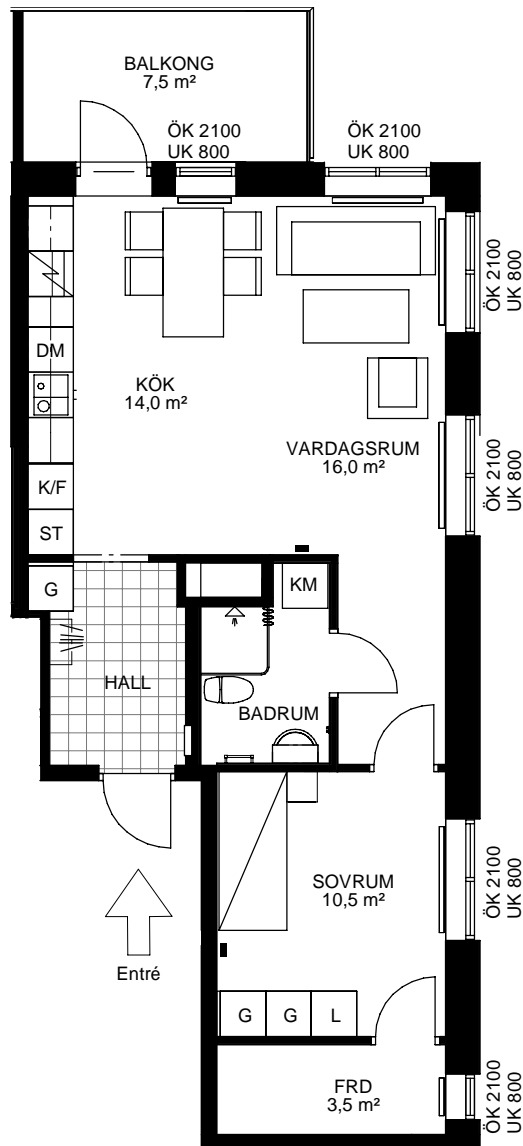 BALKONG
7,5 m²
ÖK 2100
UK 800
ÖK 2100
UK 800
ÖK 2100
UK 800
DM
KÖK
14,0 m²
VARDAGSRUM
16,0 m²
ÖK 2100
UK 800
K/F
ST
G
KM
HALL
BADRUM
SOVRUM
10,5 m²
ÖK 2100
UK 800
Entré
G
G
L
FRD
3,5 m²
ÖK 2100
UK 800